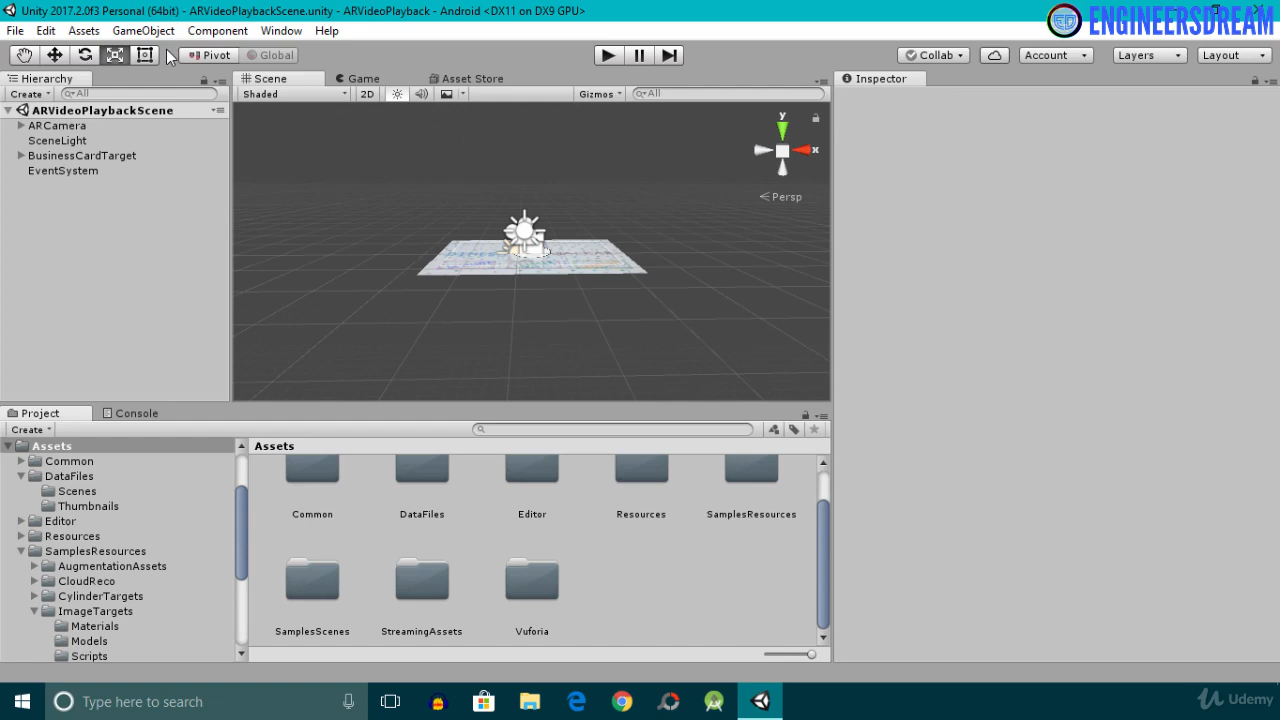 Unity 2017.2.0f3 Personal (64bit) - ARVideoPlaybackScene.unity - ARVideoPlayback - Android <DX11 on DX9 GPU>
ENGINEERSDREAM
File Edit Assets GameObject Component Window Help
Pivot Global Collab Account Layers Layout
Hierarchy Scene Game Asset Store Inspector
Create All Shaded 2D Gizmos All
ARVideoPlaybackScene
ARCamera
SceneLight
BusinessCardTarget
EventSystem
y
x
Persp
Project Console
Create
Assets Assets
Common
DataFiles
Scenes
Thumbnails
Editor
Resources
SamplesResources
AugmentationAssets
CloudReco
CylinderTargets
ImageTargets
Materials
Models
Scripts
Common DataFiles Editor Resources SamplesResources
SamplesScenes StreamingAssets Vuforia
Type here to search
Udemy